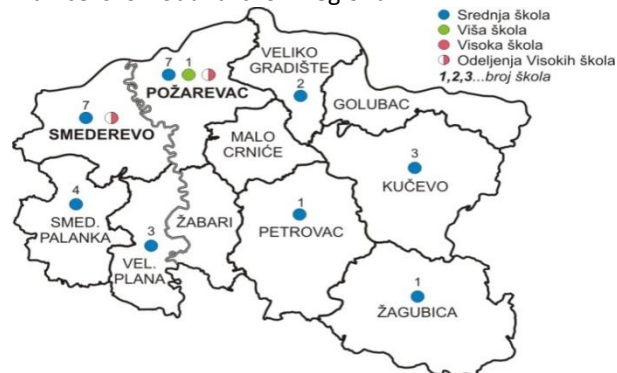 Srednja škola
Viša škola
Visoka škola
Odeljenja Visokih škola
1,2,3...broj škola
7 1
POŽAREVAC
VELIKO
GRADIŠTE
2
GOLUBAC
7
SMEDEREVO
MALO
CRNIĆE
3
KUČEVO
4
SMED.
PALANKA
3
VEL.
PLANA
ŽABARI
1
PETROVAC
1
ŽAGUBICA